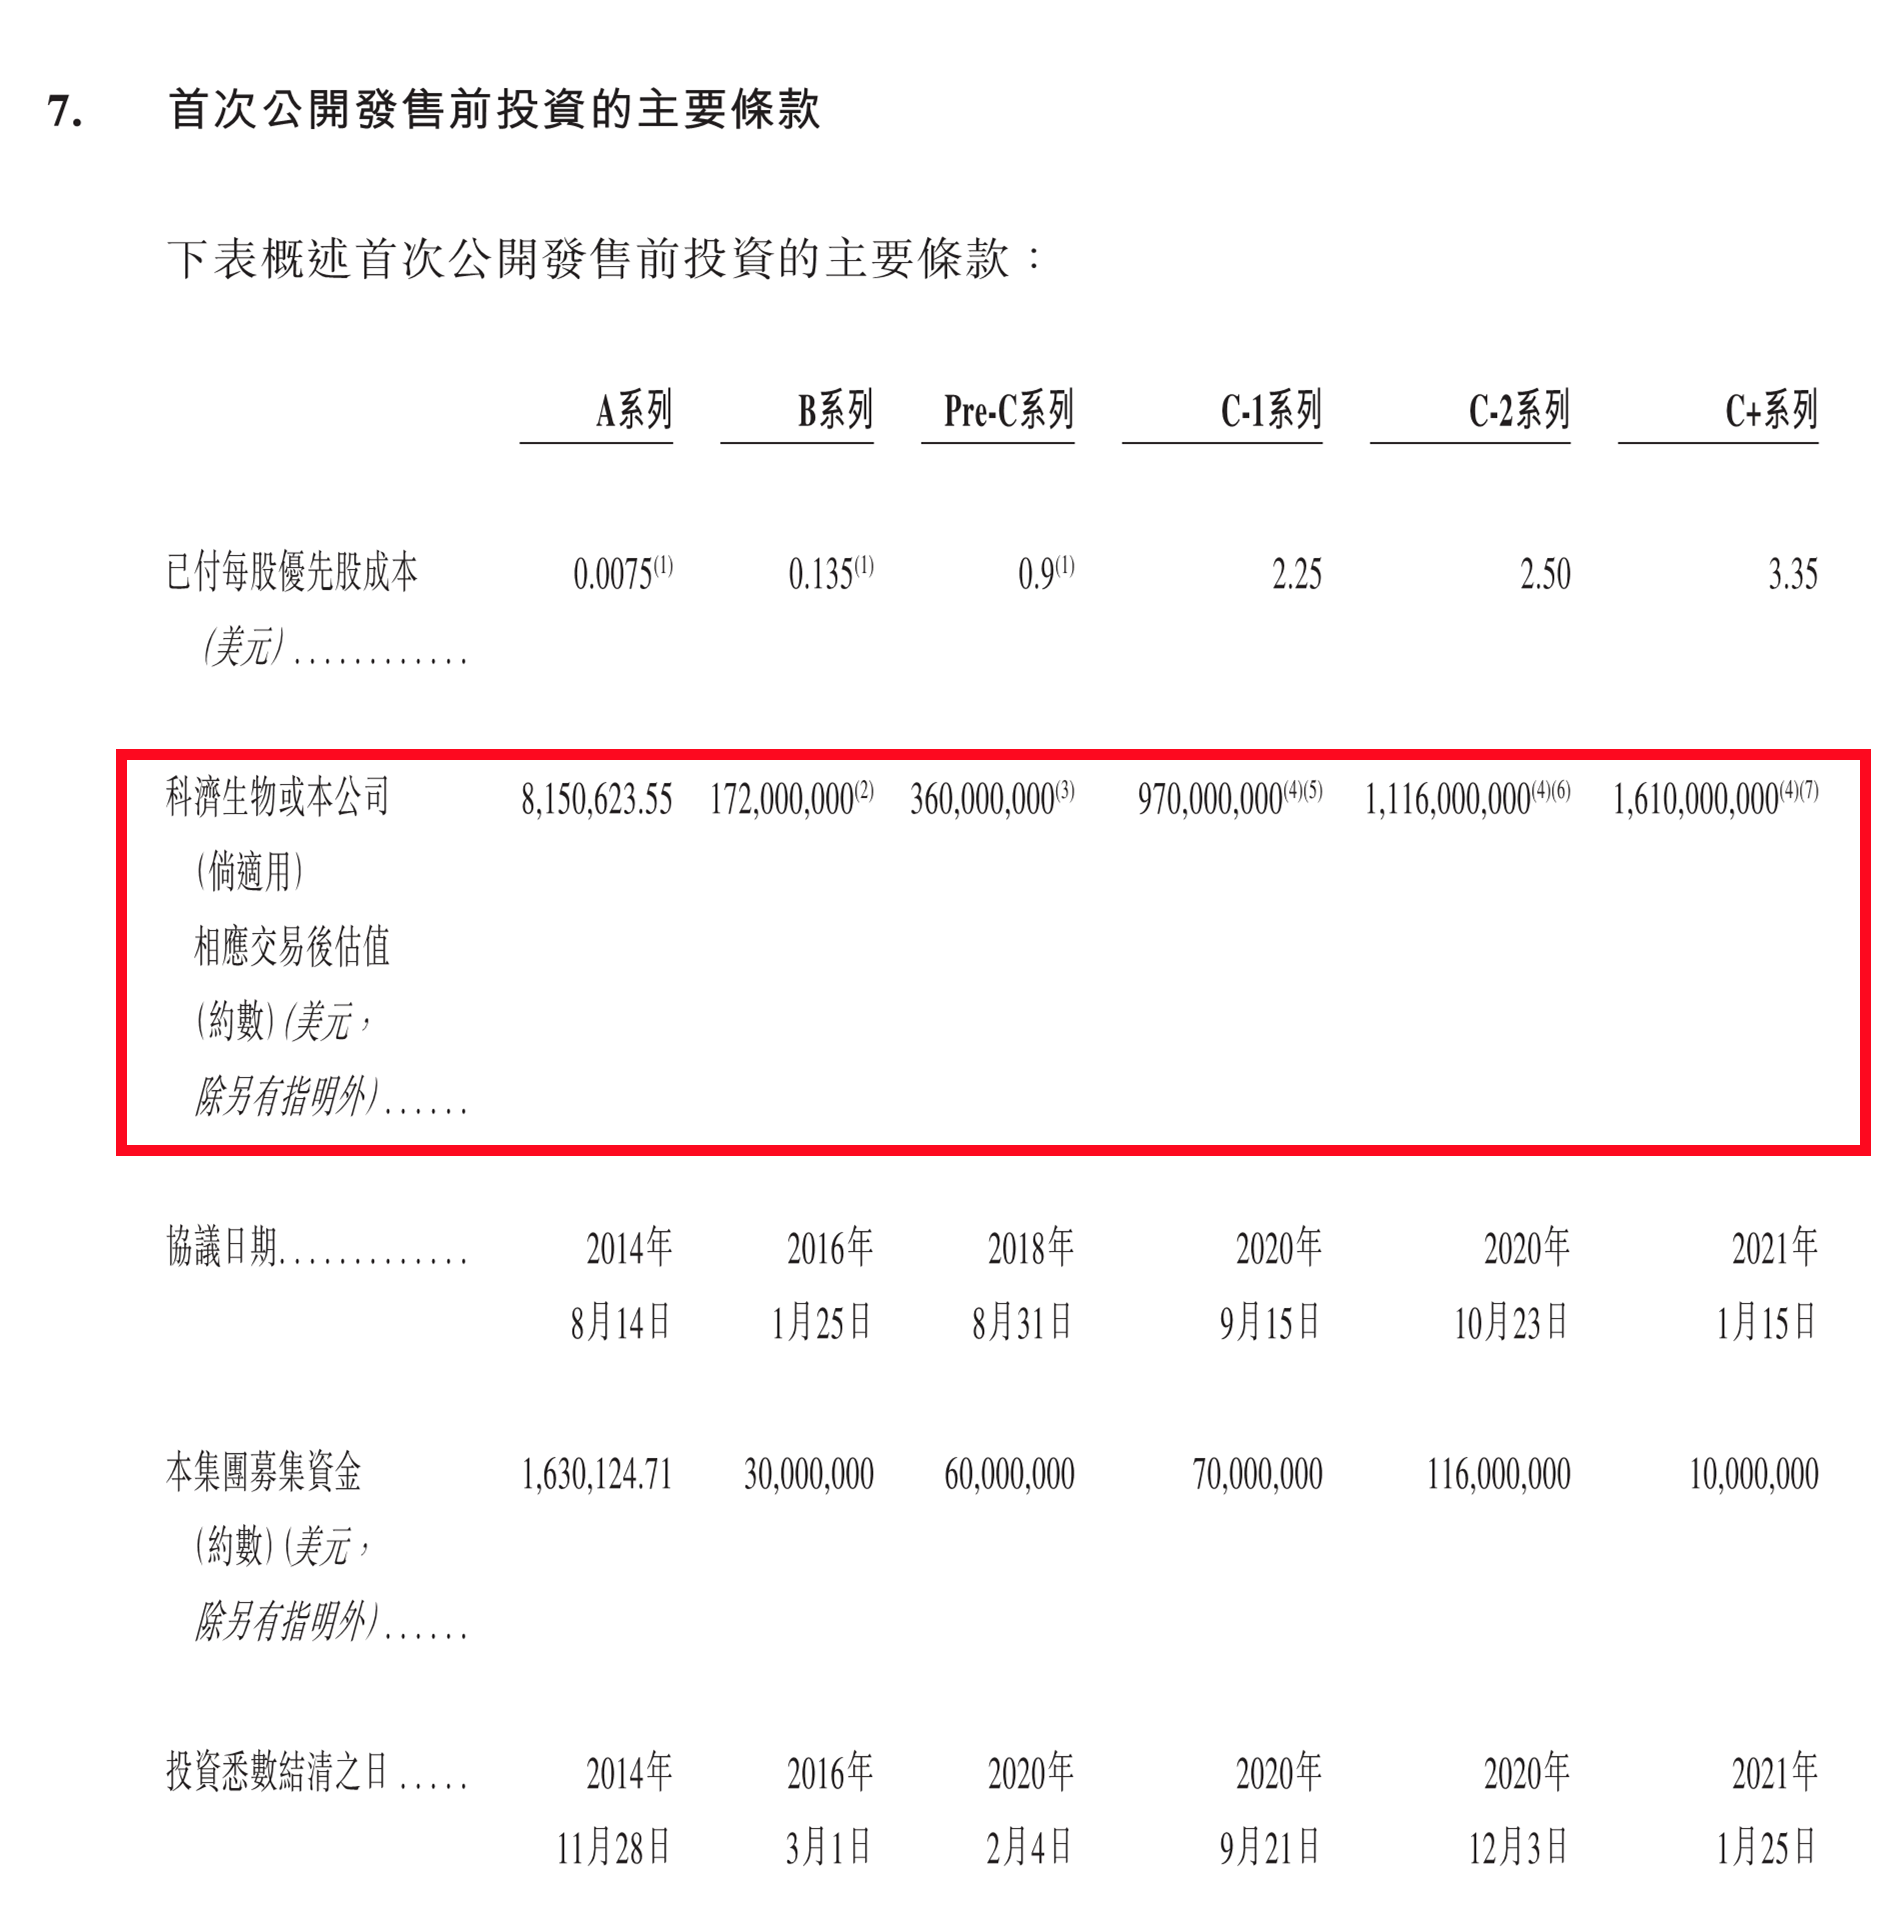 7. 首次公開發售前投資的主要條款
下表概述首次公開發售前投資的主要條款：
A系列 B系列 Pre-C系列 C-1系列 C-2系列 C+系列
已付每股優先股成本 0.0075(1) 0.135(1) 0.9(1) 2.25 2.50 3.35
(美元) ............
科濟生物或本公司 8,150,623.55 172,000,000(2) 360,000,000(3) 970,000,000(4)(5) 1,116,000,000(4)(6) 1,610,000,000(4)(7)
(倘適用)
相應交易後估值
(約數) (美元，
除另有指明外) ......
協議日期............. 2014年 2016年 2018年 2020年 2020年 2021年
8月14日 1月25日 8月31日 9月15日 10月23日 1月15日
本集團募集資金 1,630,124.71 30,000,000 60,000,000 70,000,000 116,000,000 10,000,000
(約數) (美元，
除另有指明外) ......
投資悉數結清之日 ..... 2014年 2016年 2020年 2020年 2020年 2021年
11月28日 3月1日 2月4日 9月21日 12月3日 1月25日